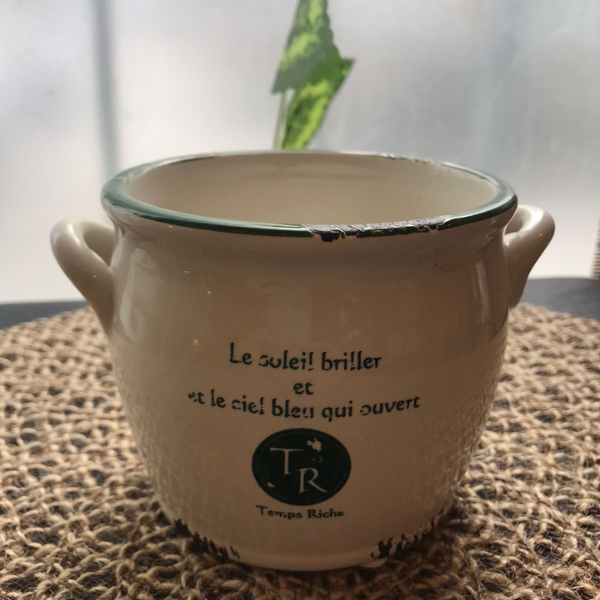 Le soleil briller
et
et le ciel bleu qui ouvert
TR
Temps Riche